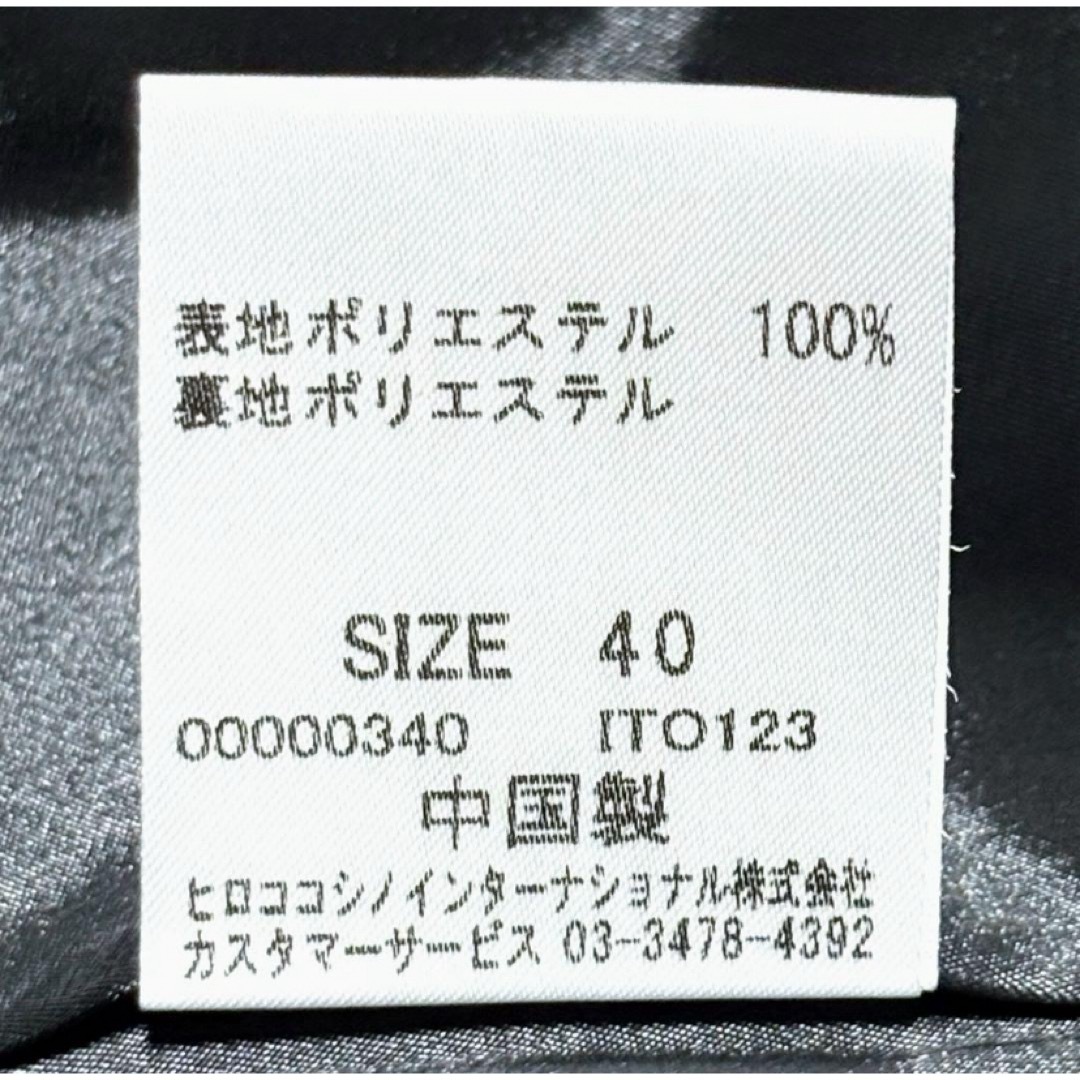 表地ポリエステル 100%
裏地ポリエステル
SIZE 40
00000340 ITO123
中国製
ヒロココシノインターナショナル株式会社
カスタマーサービス 03-3478-4392